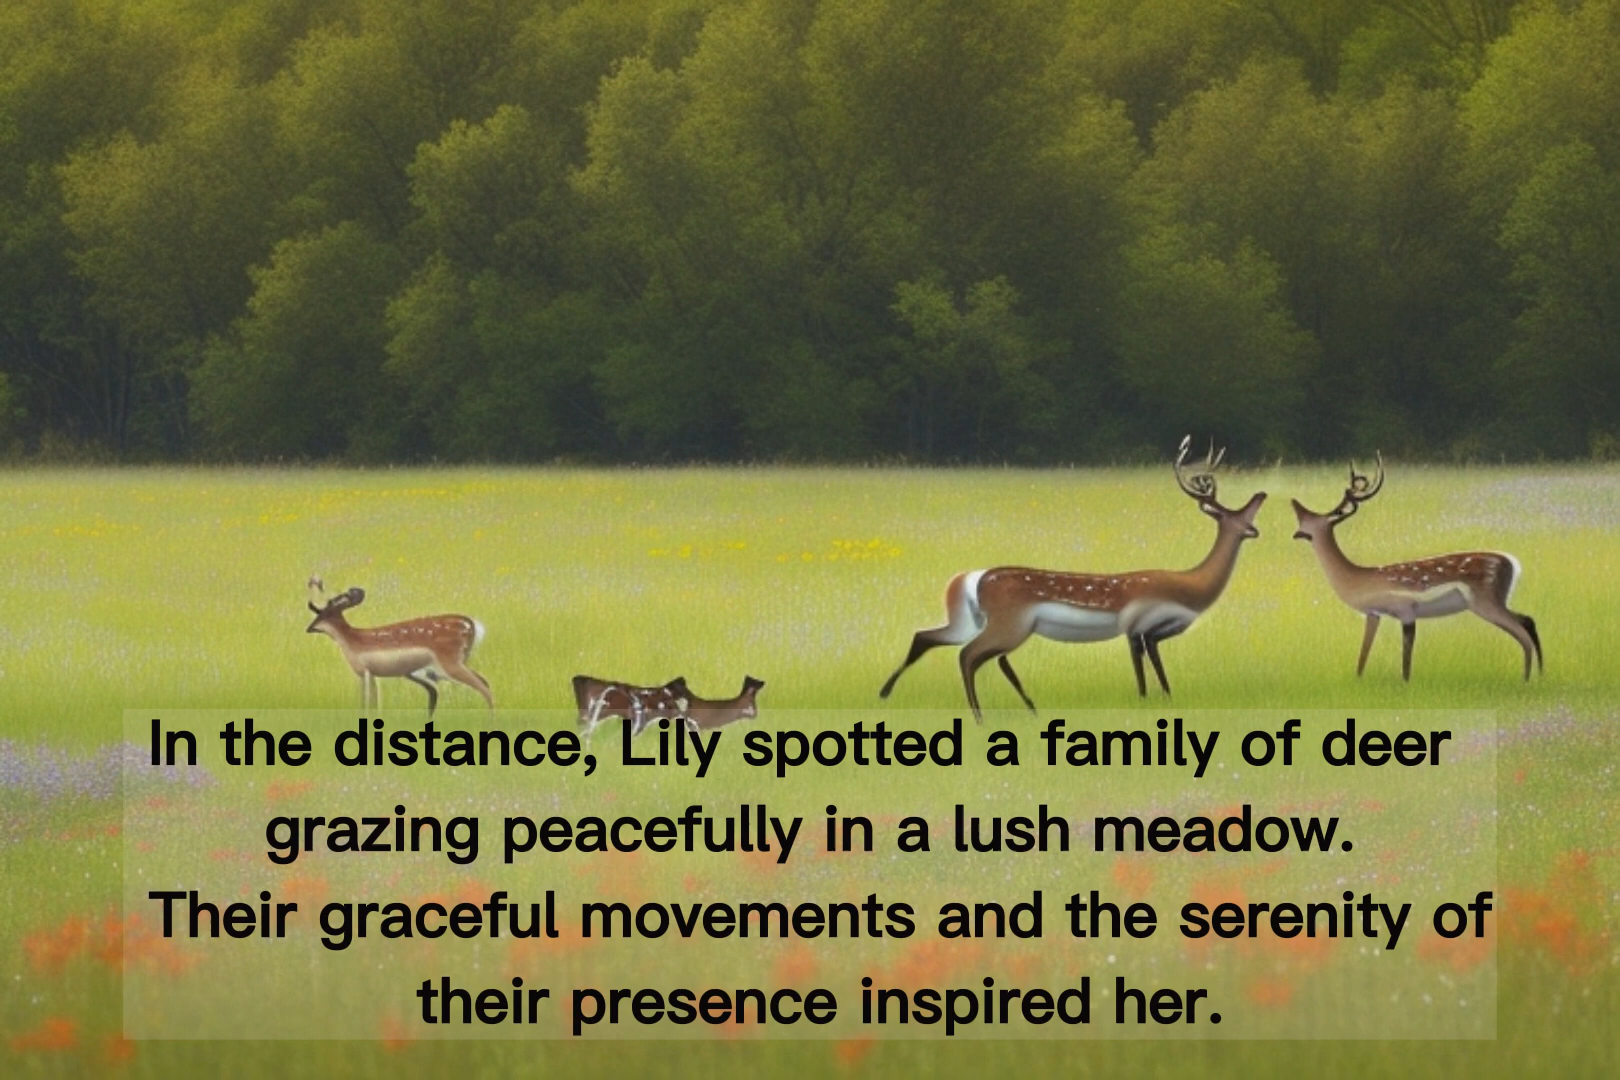 In the distance, Lily spotted a family of deer
grazing peacefully in a lush meadow.
Their graceful movements and the serenity of
their presence inspired her.